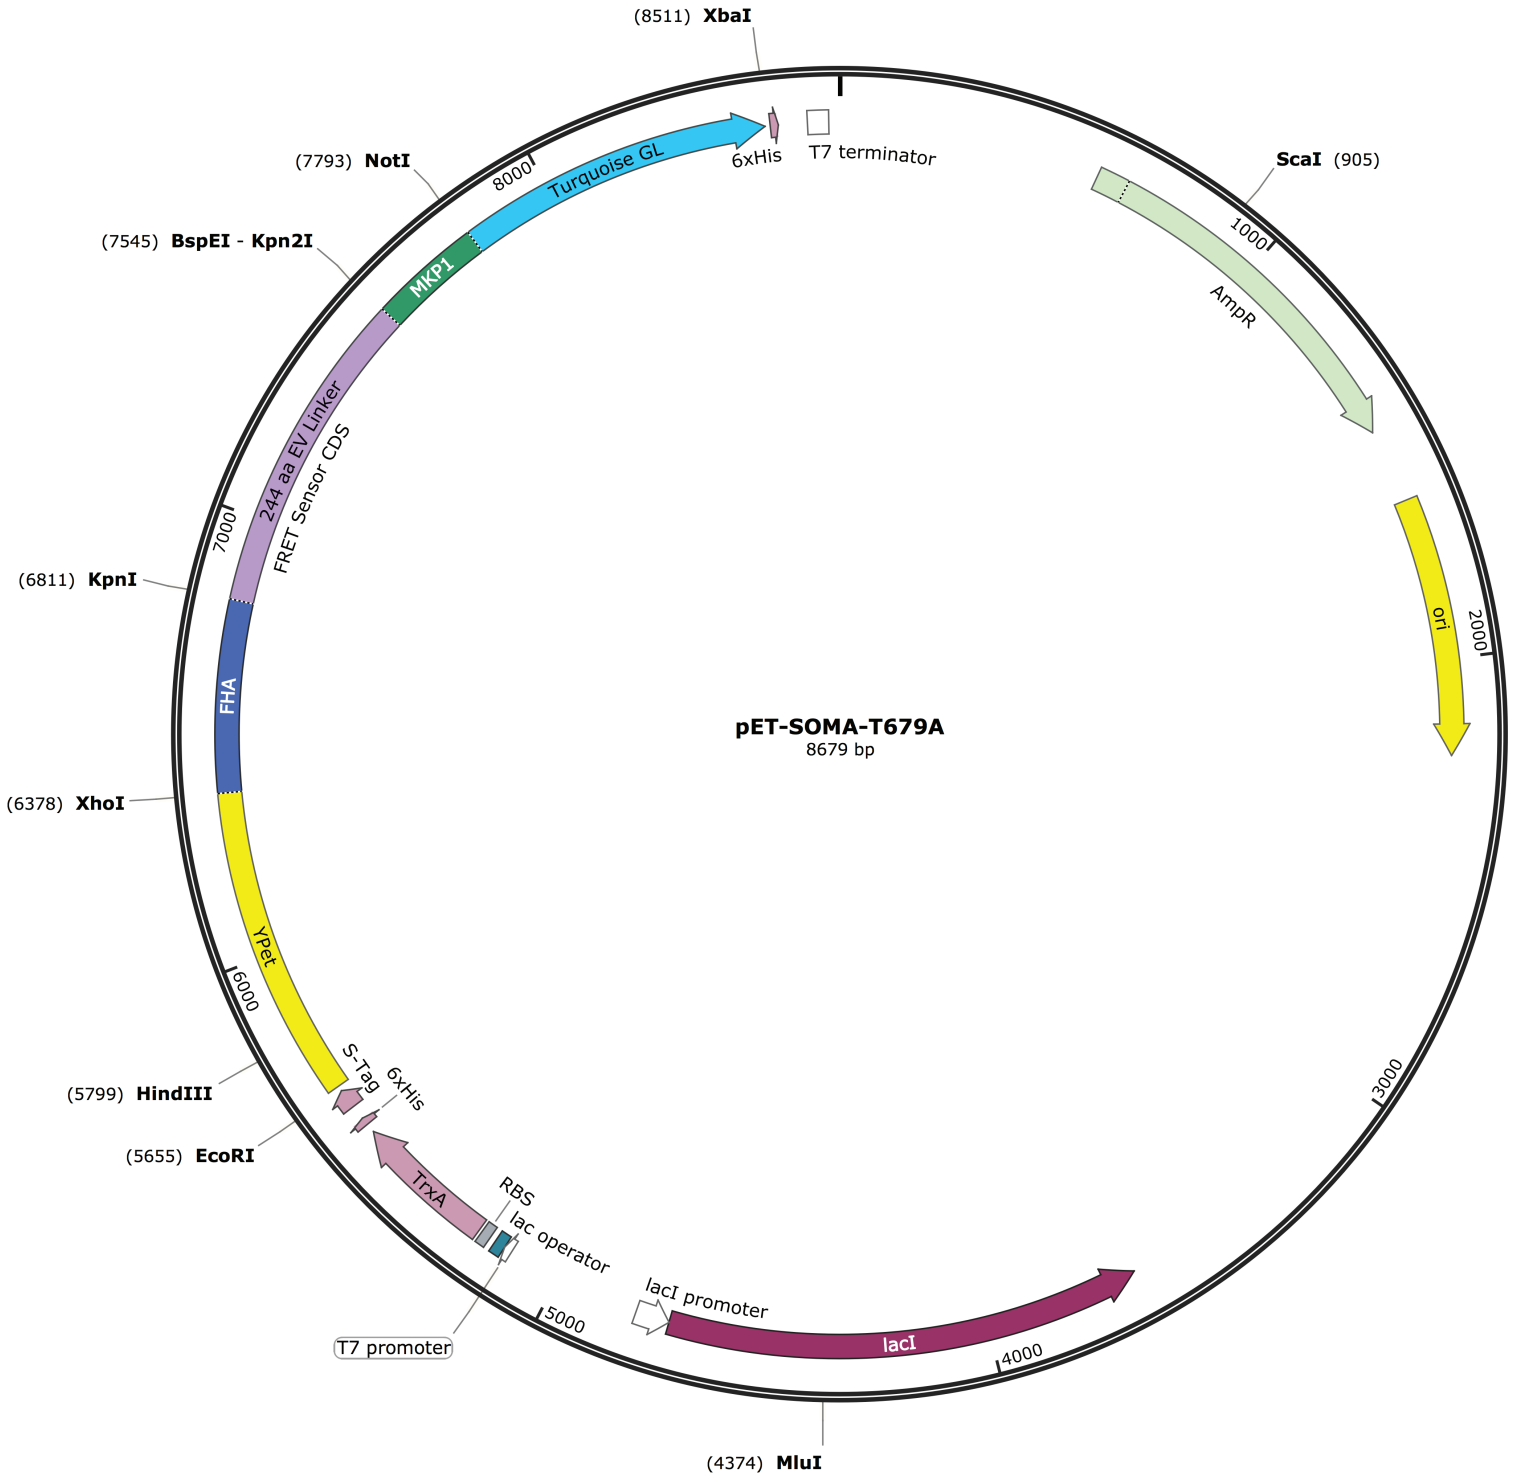 (8511) XbaI
T7 terminator
6xHis
ScaI (905)
1000
AmpR
ori
2000
3000
4000
lacI
lacI promoter
(4374) MluI
5000
T7 promoter
lac operator
RBS
TrxA
6xHis
S-Tag
(5655) EcoRI
(5799) HindIII
6000
YPet
(6378) XhoI
FHA
(6811) KpnI
7000
244 aa EV Linker
FRET Sensor CDS
MKP1
(7545) BspEI - Kpn2I
(7793) NotI
8000
Turquoise GL
pET-SOMA-T679A
8679 bp